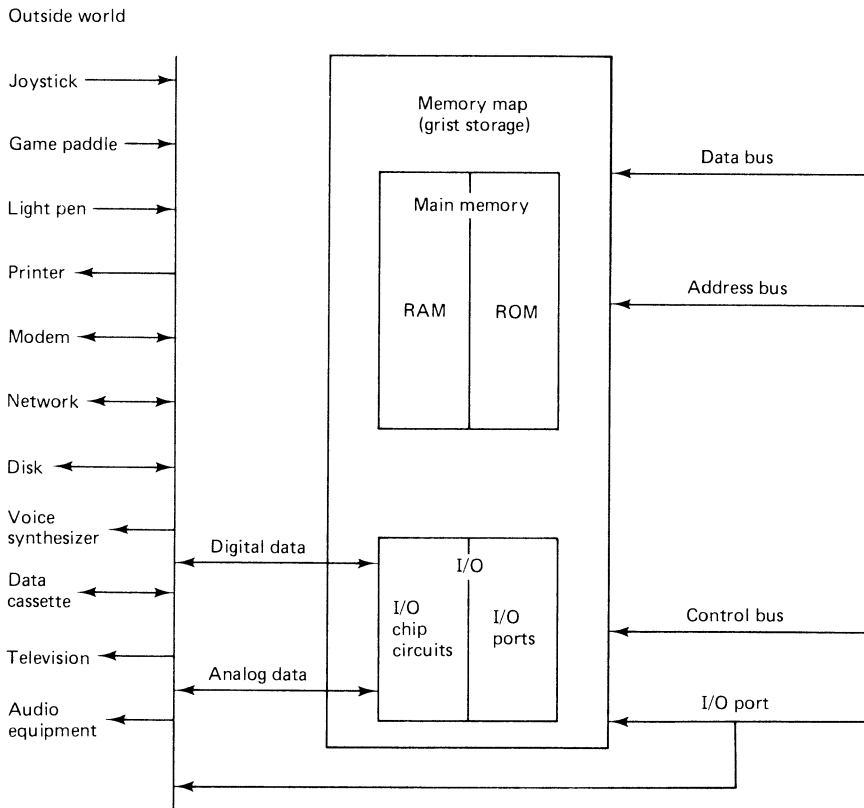 Outside world
Joystick
Game paddle
Light pen
Printer
Modem
Network
Disk
Voice
synthesizer
Data
cassette
Television
Audio
equipment
Digital data
Analog data
Memory map
(grist storage)
Main memory
RAM
ROM
I/O
I/O
chip
circuits
I/O
ports
Data bus
Address bus
Control bus
I/O port